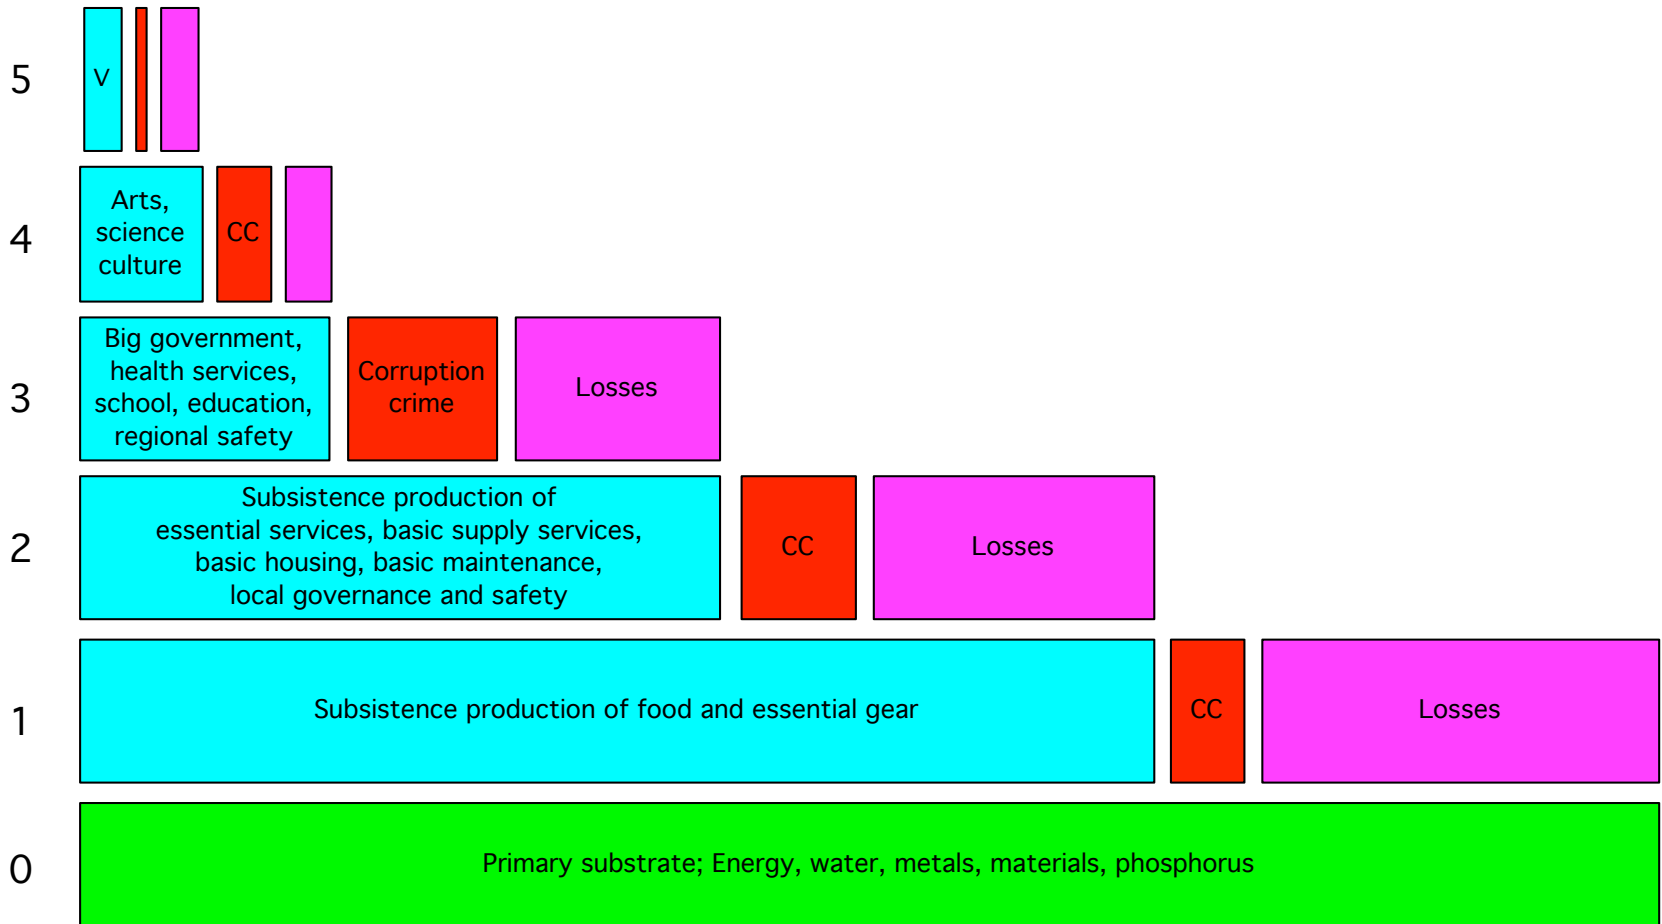 5
V
4
Arts,
science
culture
CC
3
Big government,
health services,
school, education,
regional safety
Corruption
crime
Losses
2
Subsistence production of
essential services, basic supply services,
basic housing, basic maintenance,
local governance and safety
CC
Losses
1
Subsistence production of food and essential gear
CC
Losses
0
Primary substrate; Energy, water, metals, materials, phosphorus